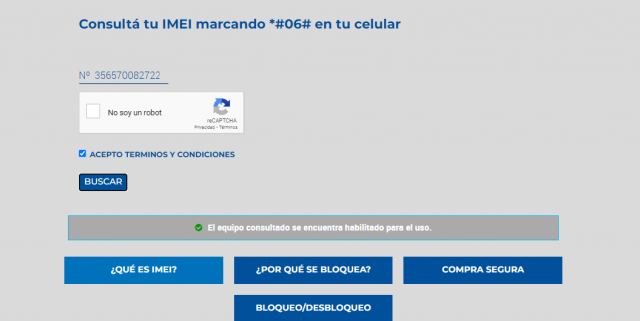 Consultá tu IMEI marcando *#06# en tu celular
Nº 356570082722
No soy un robot
reCAPTCHA
Privacidad - Términos
ACEPTO TERMINOS Y CONDICIONES
BUSCAR
El equipo consultado se encuentra habilitado para el uso.
¿QUÉ ES IMEI?
¿POR QUÉ SE BLOQUEA?
COMPRA SEGURA
BLOQUEO/DESBLOQUEO